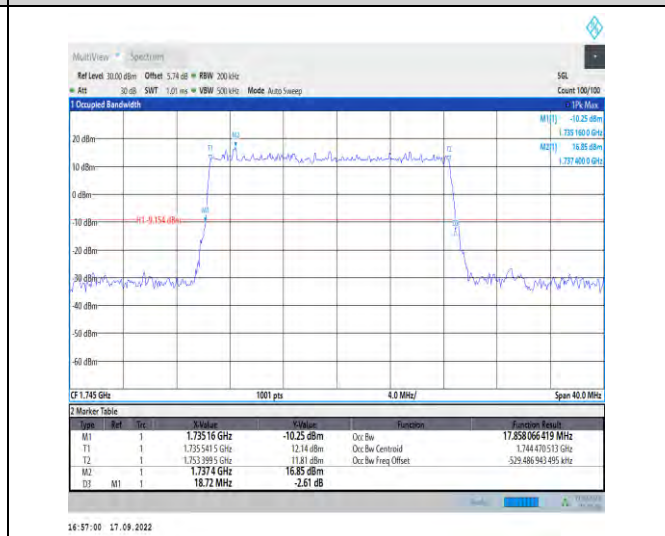 MultiView Spectrum
Ref Level 30.00 dBm Offset 5.74 dB RBW 200 kHz SGL
Att 30 dB SWT 1.01 ms VBW 500 kHz Mode Auto Sweep Count 100/100
1 Occupied Bandwidth 1Pk Max
M1[1] -10.25 dBm
1.735 160 0 GHz
M2[1] 16.85 dBm
1.737 400 0 GHz
M2
T1 T2
20 dBm
10 dBm
0 dBm
M1
-10 dBm H1 -9.154 dBm
-20 dBm
-30 dBm
-40 dBm
-50 dBm
-60 dBm
CF 1.745 GHz 1001 pts 4.0 MHz/ Span 40.0 MHz
2 Marker Table
Type Ref Trc X-Value Y-Value Function Function Result
M1 1 1.735 16 GHz -10.25 dBm Occ Bw 17.858 066 419 MHz
T1 1 1.735 541 5 GHz 12.14 dBm Occ Bw Centroid 1.744 470 513 GHz
T2 1 1.753 399 5 GHz 11.81 dBm Occ Bw Freq Offset -529.486 943 495 kHz
M2 1 1.737 4 GHz 16.85 dBm
D3 M1 1 18.72 MHz -2.61 dB
16:57:00 17.09.2022